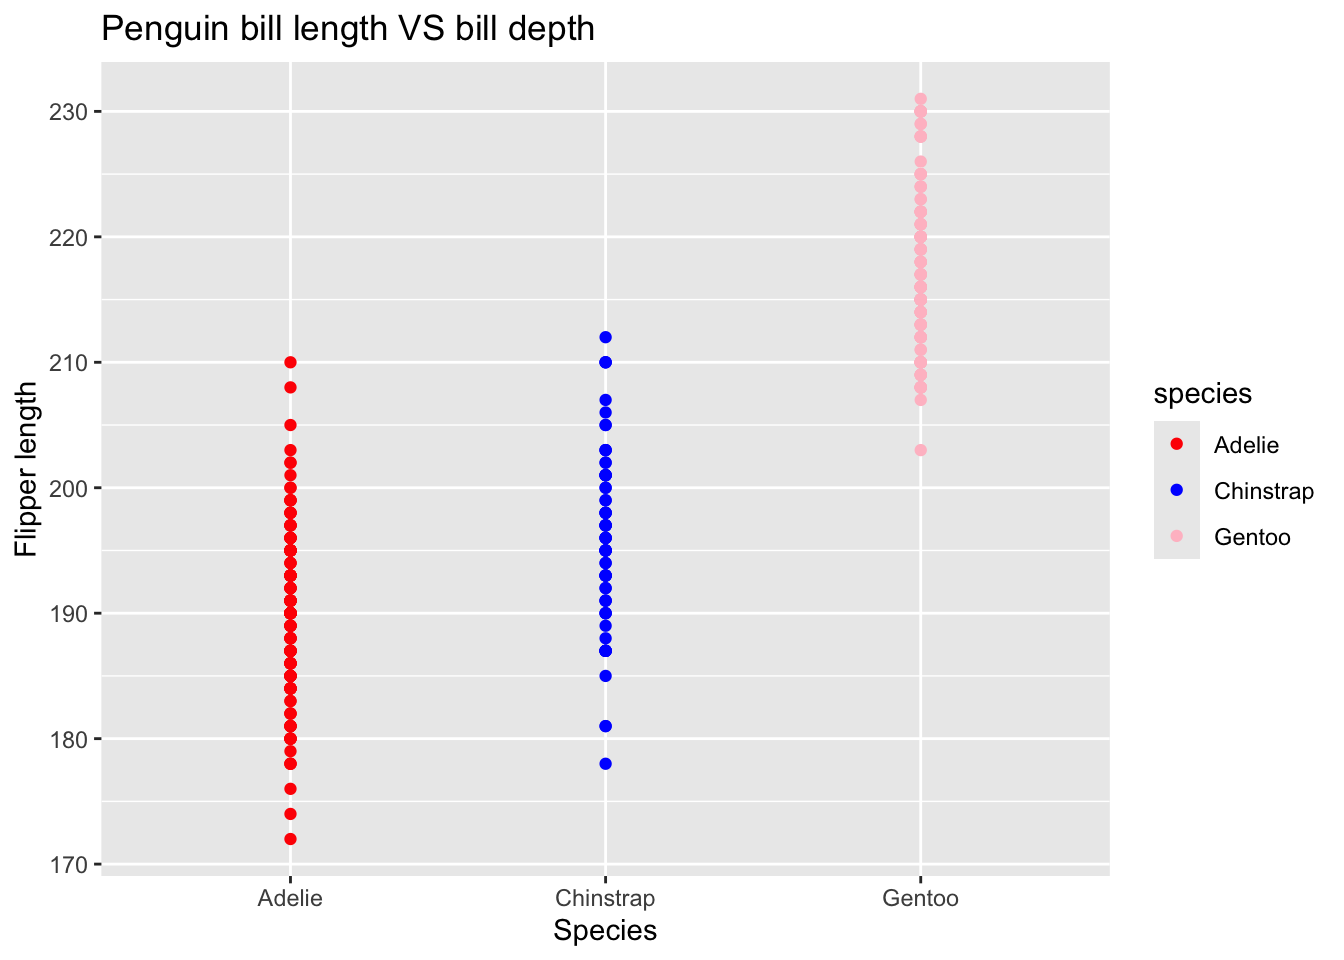 Penguin bill length VS bill depth
230
220
210
200
190
180
170
Flipper length
Adelie
Chinstrap
Gentoo
Species
species
Adelie
Chinstrap
Gentoo